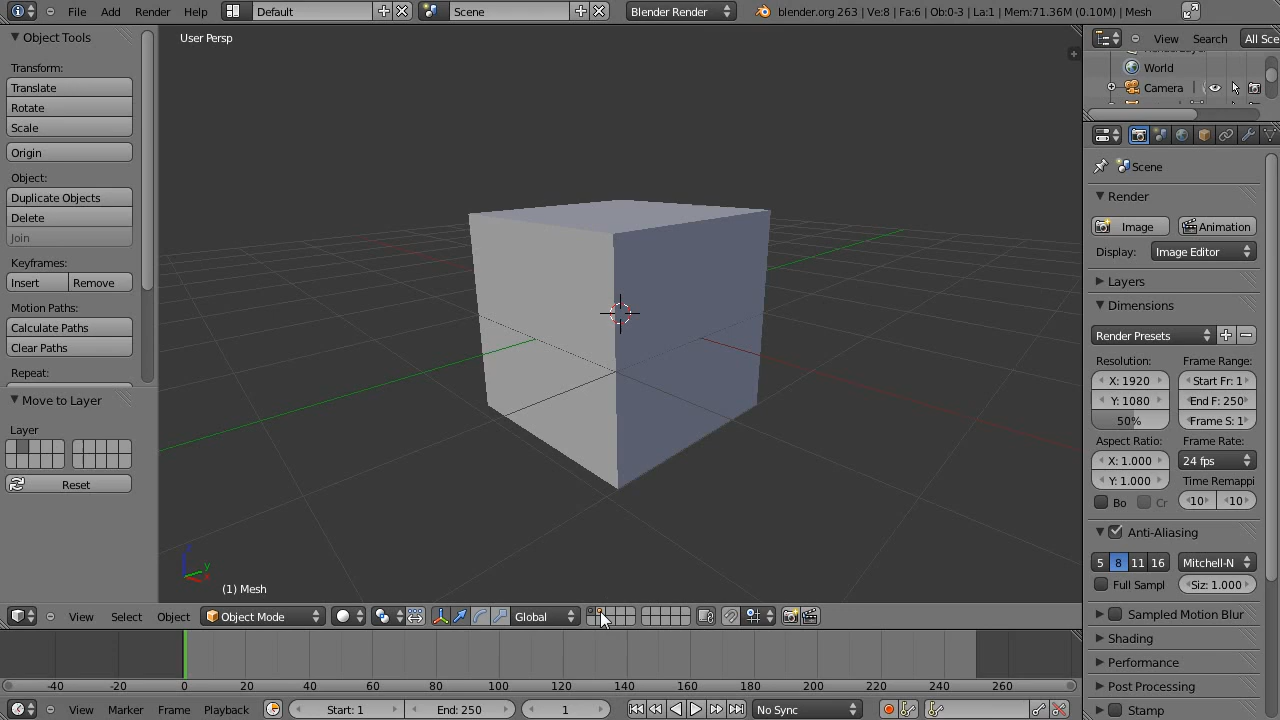 File Add Render Help Default Scene Blender Render blender.org 263 | Ve:8 | Fa:6 | Ob:0-3 | La:1 | Mem:71.36M (0.10M) | Mesh
Object Tools
Transform:
Translate
Rotate
Scale
Origin
Object:
Duplicate Objects
Delete
Join
Keyframes:
Insert Remove
Motion Paths:
Calculate Paths
Clear Paths
Repeat:
Move to Layer
Layer
Reset
User Persp
(1) Mesh
z
y
x
View Select Object Object Mode Global
-40 -20 0 20 40 60 80 100 120 140 160 180 200 220 240 260
View Marker Frame Playback Start: 1 End: 250 1 No Sync
View Search All Sce
World
Camera
Scene
Render
Image Animation
Display: Image Editor
Layers
Dimensions
Render Presets
Resolution: Frame Range:
X: 1920 Start Fr: 1
Y: 1080 End F: 250
50% Frame S: 1
Aspect Ratio: Frame Rate:
X: 1.000 24 fps
Y: 1.000 Time Remappi
Bo Cr 10 10
Anti-Aliasing
5 8 11 16 Mitchell-N
Full Sampl Siz: 1.000
Sampled Motion Blur
Shading
Performance
Post Processing
Stamp